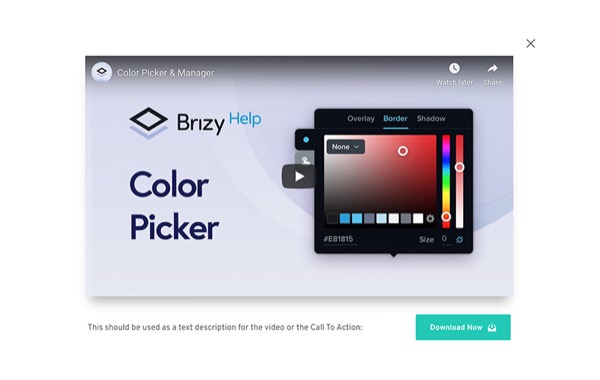 Color Picker & Manager
Watch later
Share
Brizy Help
Color
Picker
Overlay Border Shadow
None
#E81815
Size 0
This should be used as a text description for the video or the Call To Action:
Download Now